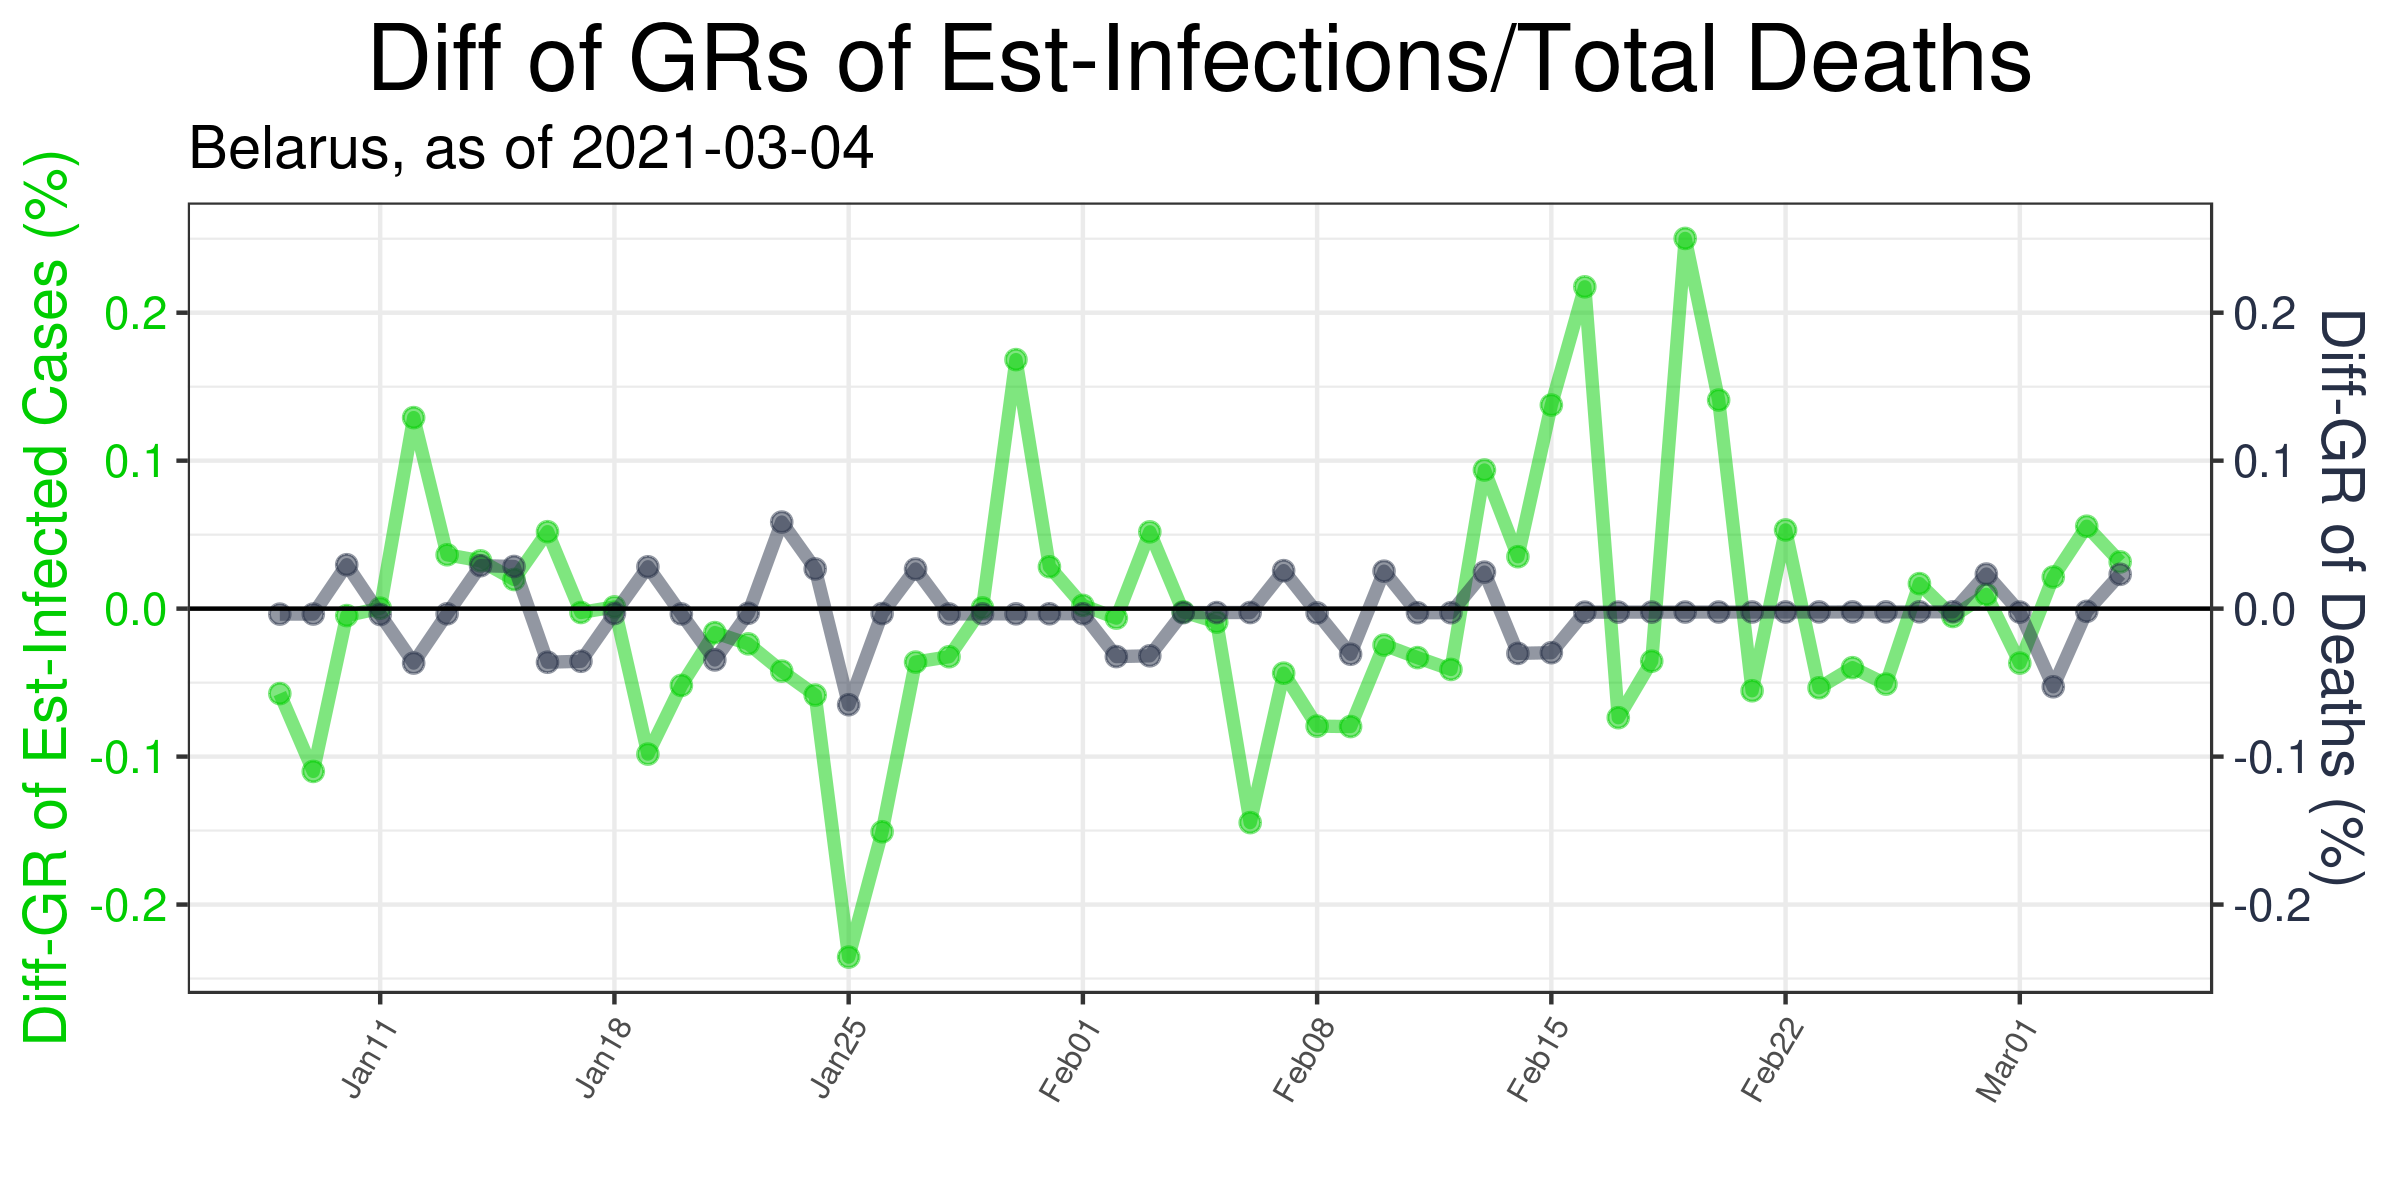 Diff of GRs of Est-Infections/Total Deaths
Belarus, as of 2021-03-04
Diff-GR of Est-Infected Cases (%)
0.2
0.1
0.0
-0.1
-0.2
0.2
0.1
0.0
-0.1
-0.2
Diff-GR of Deaths (%)
Jan11
Jan18
Jan25
Feb01
Feb08
Feb15
Feb22
Mar01